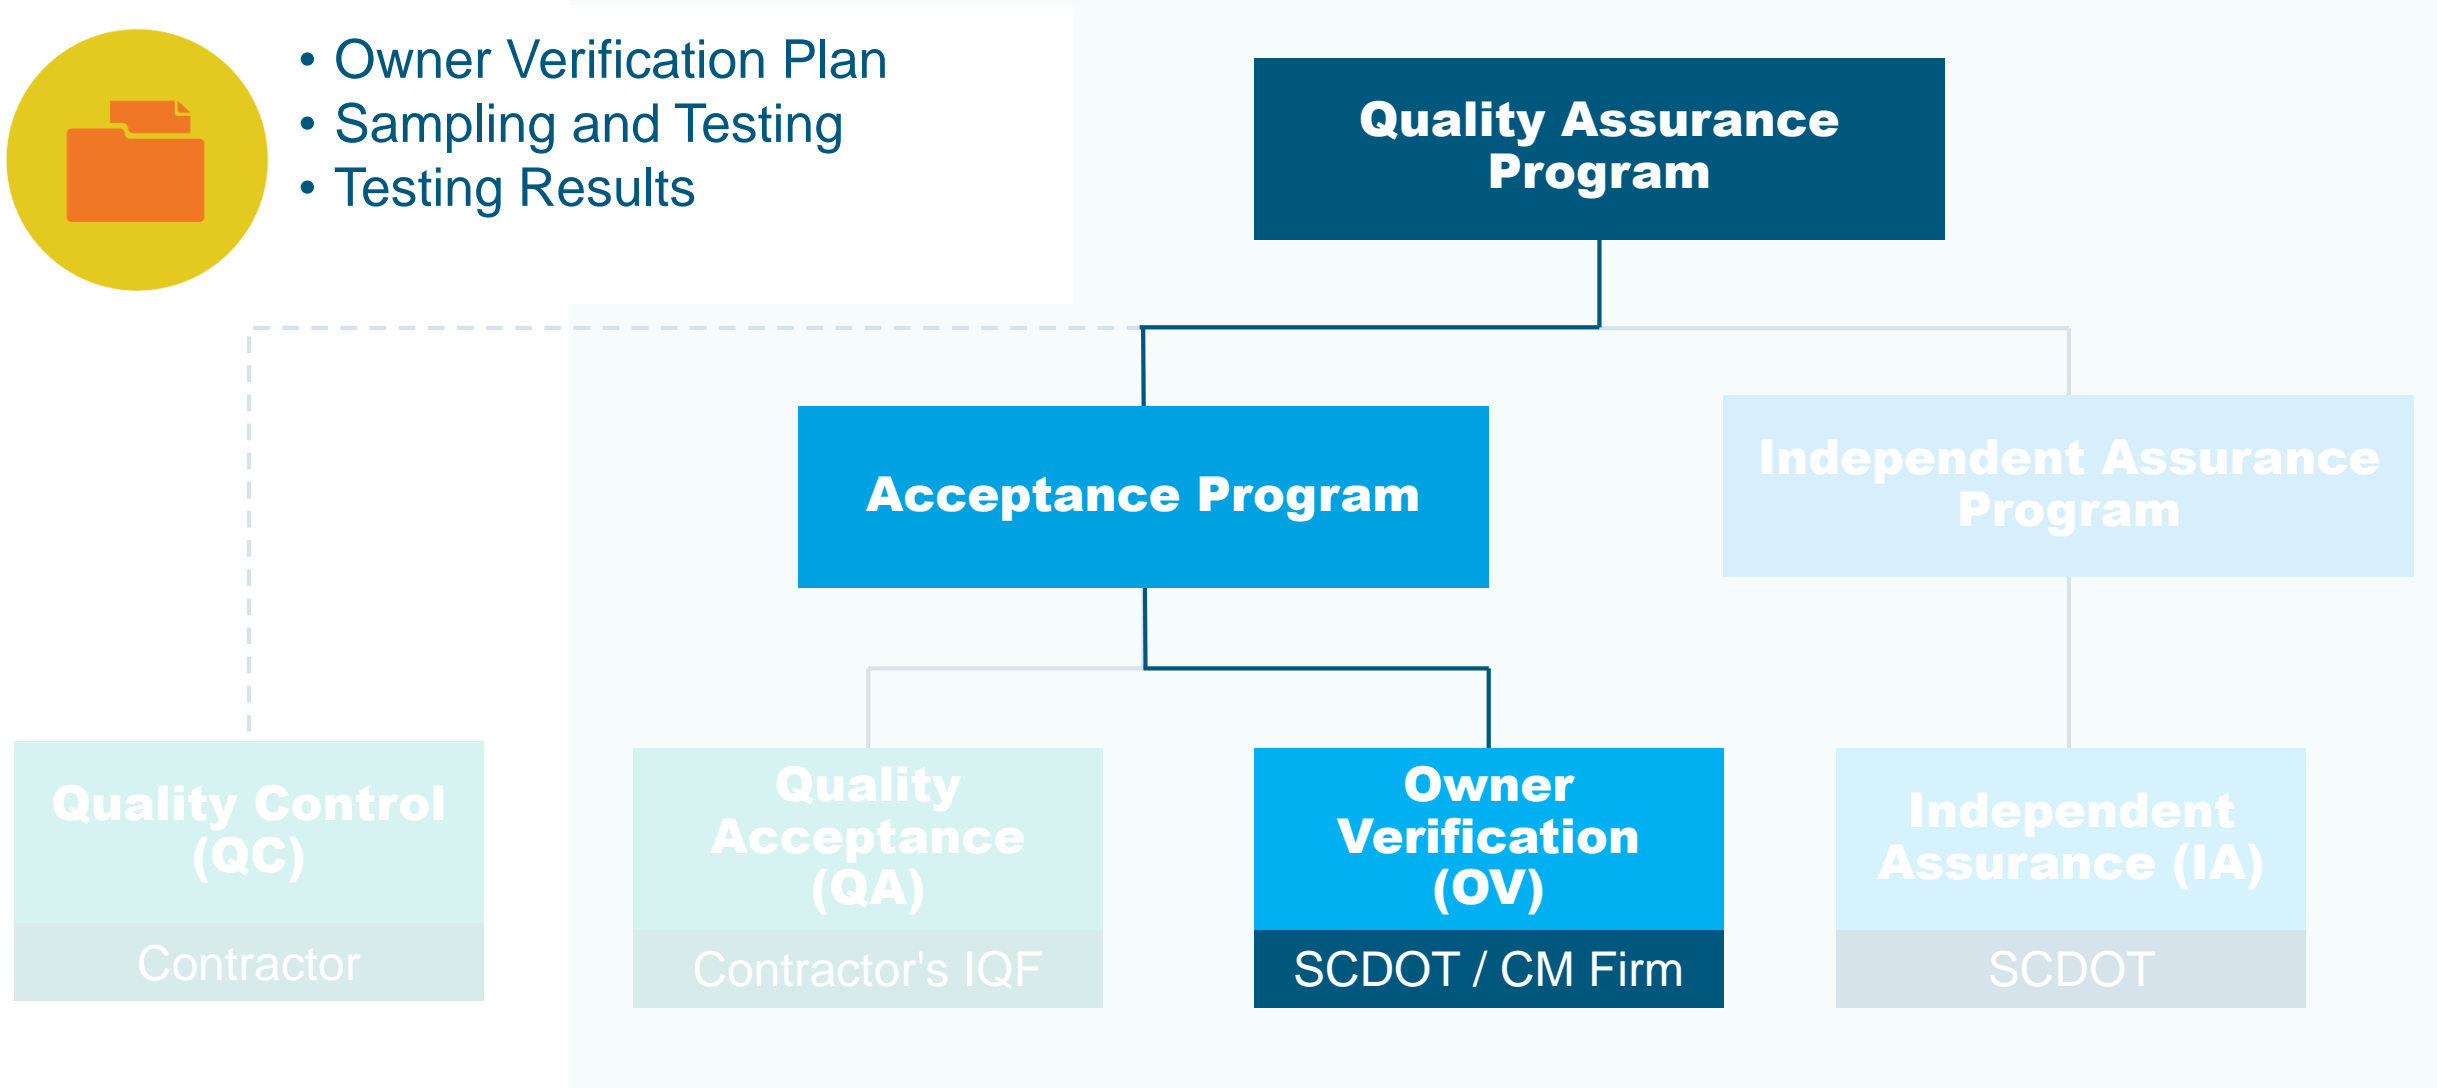 • Owner Verification Plan
• Sampling and Testing
• Testing Results
Quality Assurance
Program
Acceptance Program
Independent Assurance
Program
Quality Control
(QC)
Contractor
Quality
Acceptance
(QA)
Contractor's IQF
Owner
Verification
(OV)
SCDOT / CM Firm
Independent
Assurance (IA)
SCDOT